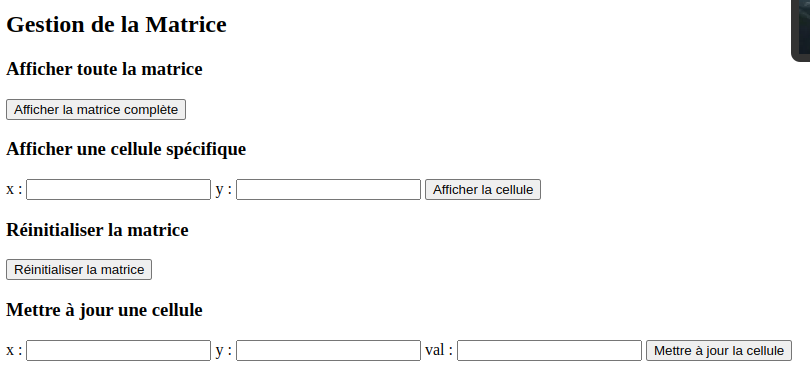 Gestion de la Matrice
Afficher toute la matrice
Afficher la matrice complète
Afficher une cellule spécifique
x : y : Afficher la cellule
Réinitialiser la matrice
Réinitialiser la matrice
Mettre à jour une cellule
x : y : val : Mettre à jour la cellule